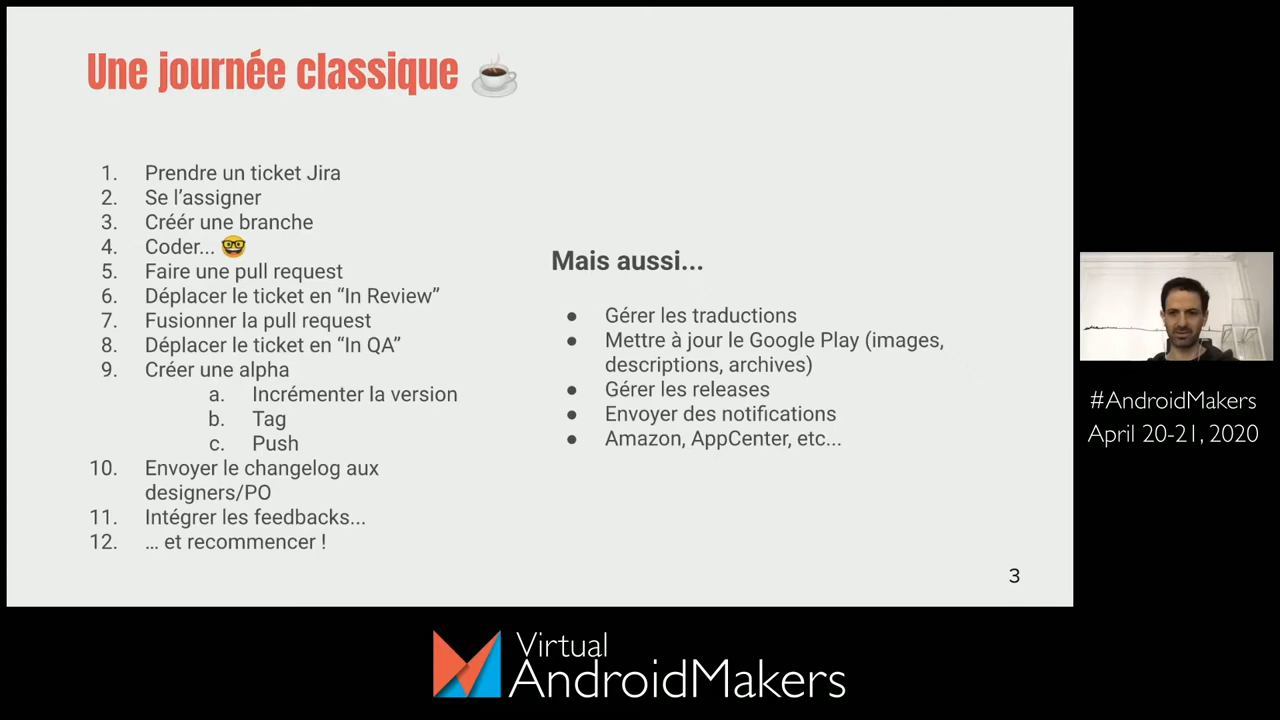 Une journée classique ☕
1. Prendre un ticket Jira
2. Se l’assigner
3. Créér une branche
4. Coder... 🤓
5. Faire une pull request
6. Déplacer le ticket en “In Review”
7. Fusionner la pull request
8. Déplacer le ticket en “In QA”
9. Créer une alpha
a. Incrémenter la version
b. Tag
c. Push
10. Envoyer le changelog aux
designers/PO
11. Intégrer les feedbacks...
12. … et recommencer !
Mais aussi...
● Gérer les traductions
● Mettre à jour le Google Play (images,
descriptions, archives)
● Gérer les releases
● Envoyer des notifications
● Amazon, AppCenter, etc...
3
#AndroidMakers
April 20-21, 2020
Virtual
AndroidMakers